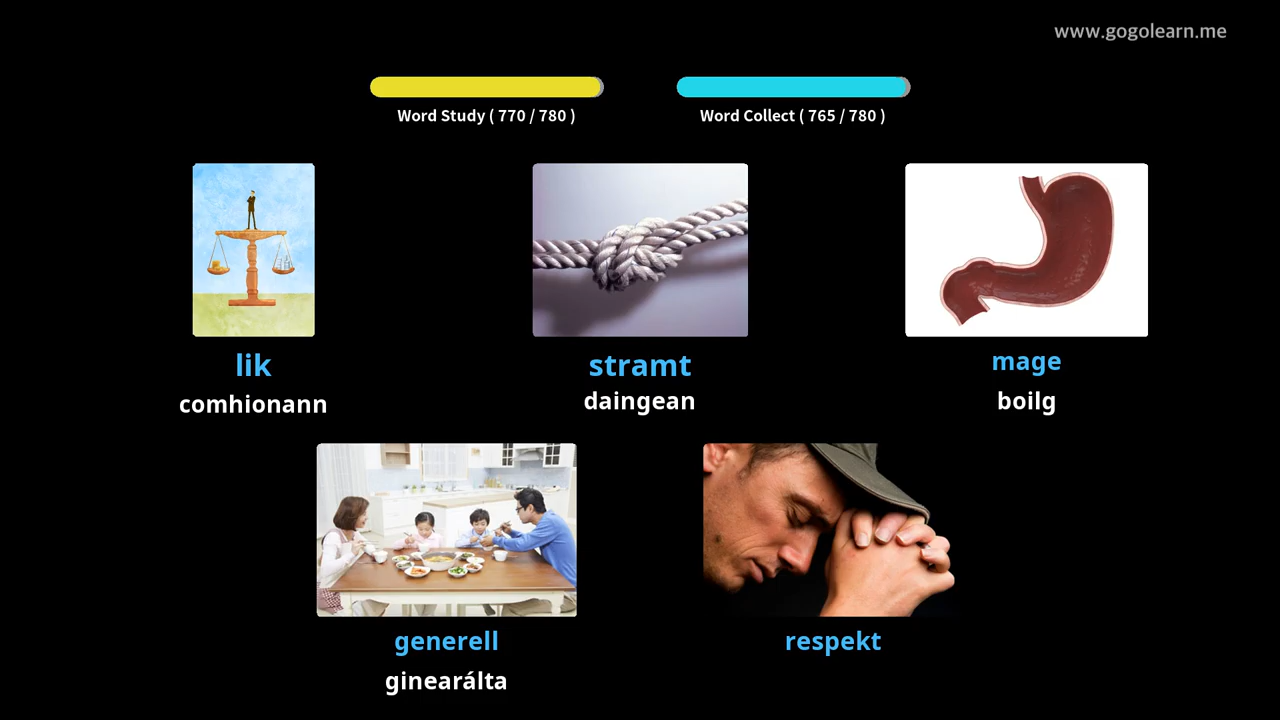 www.gogolearn.me
Word Study ( 770 / 780 )
Word Collect ( 765 / 780 )
lik
comhionann
stramt
daingean
mage
boilg
generell
ginearálta
respekt